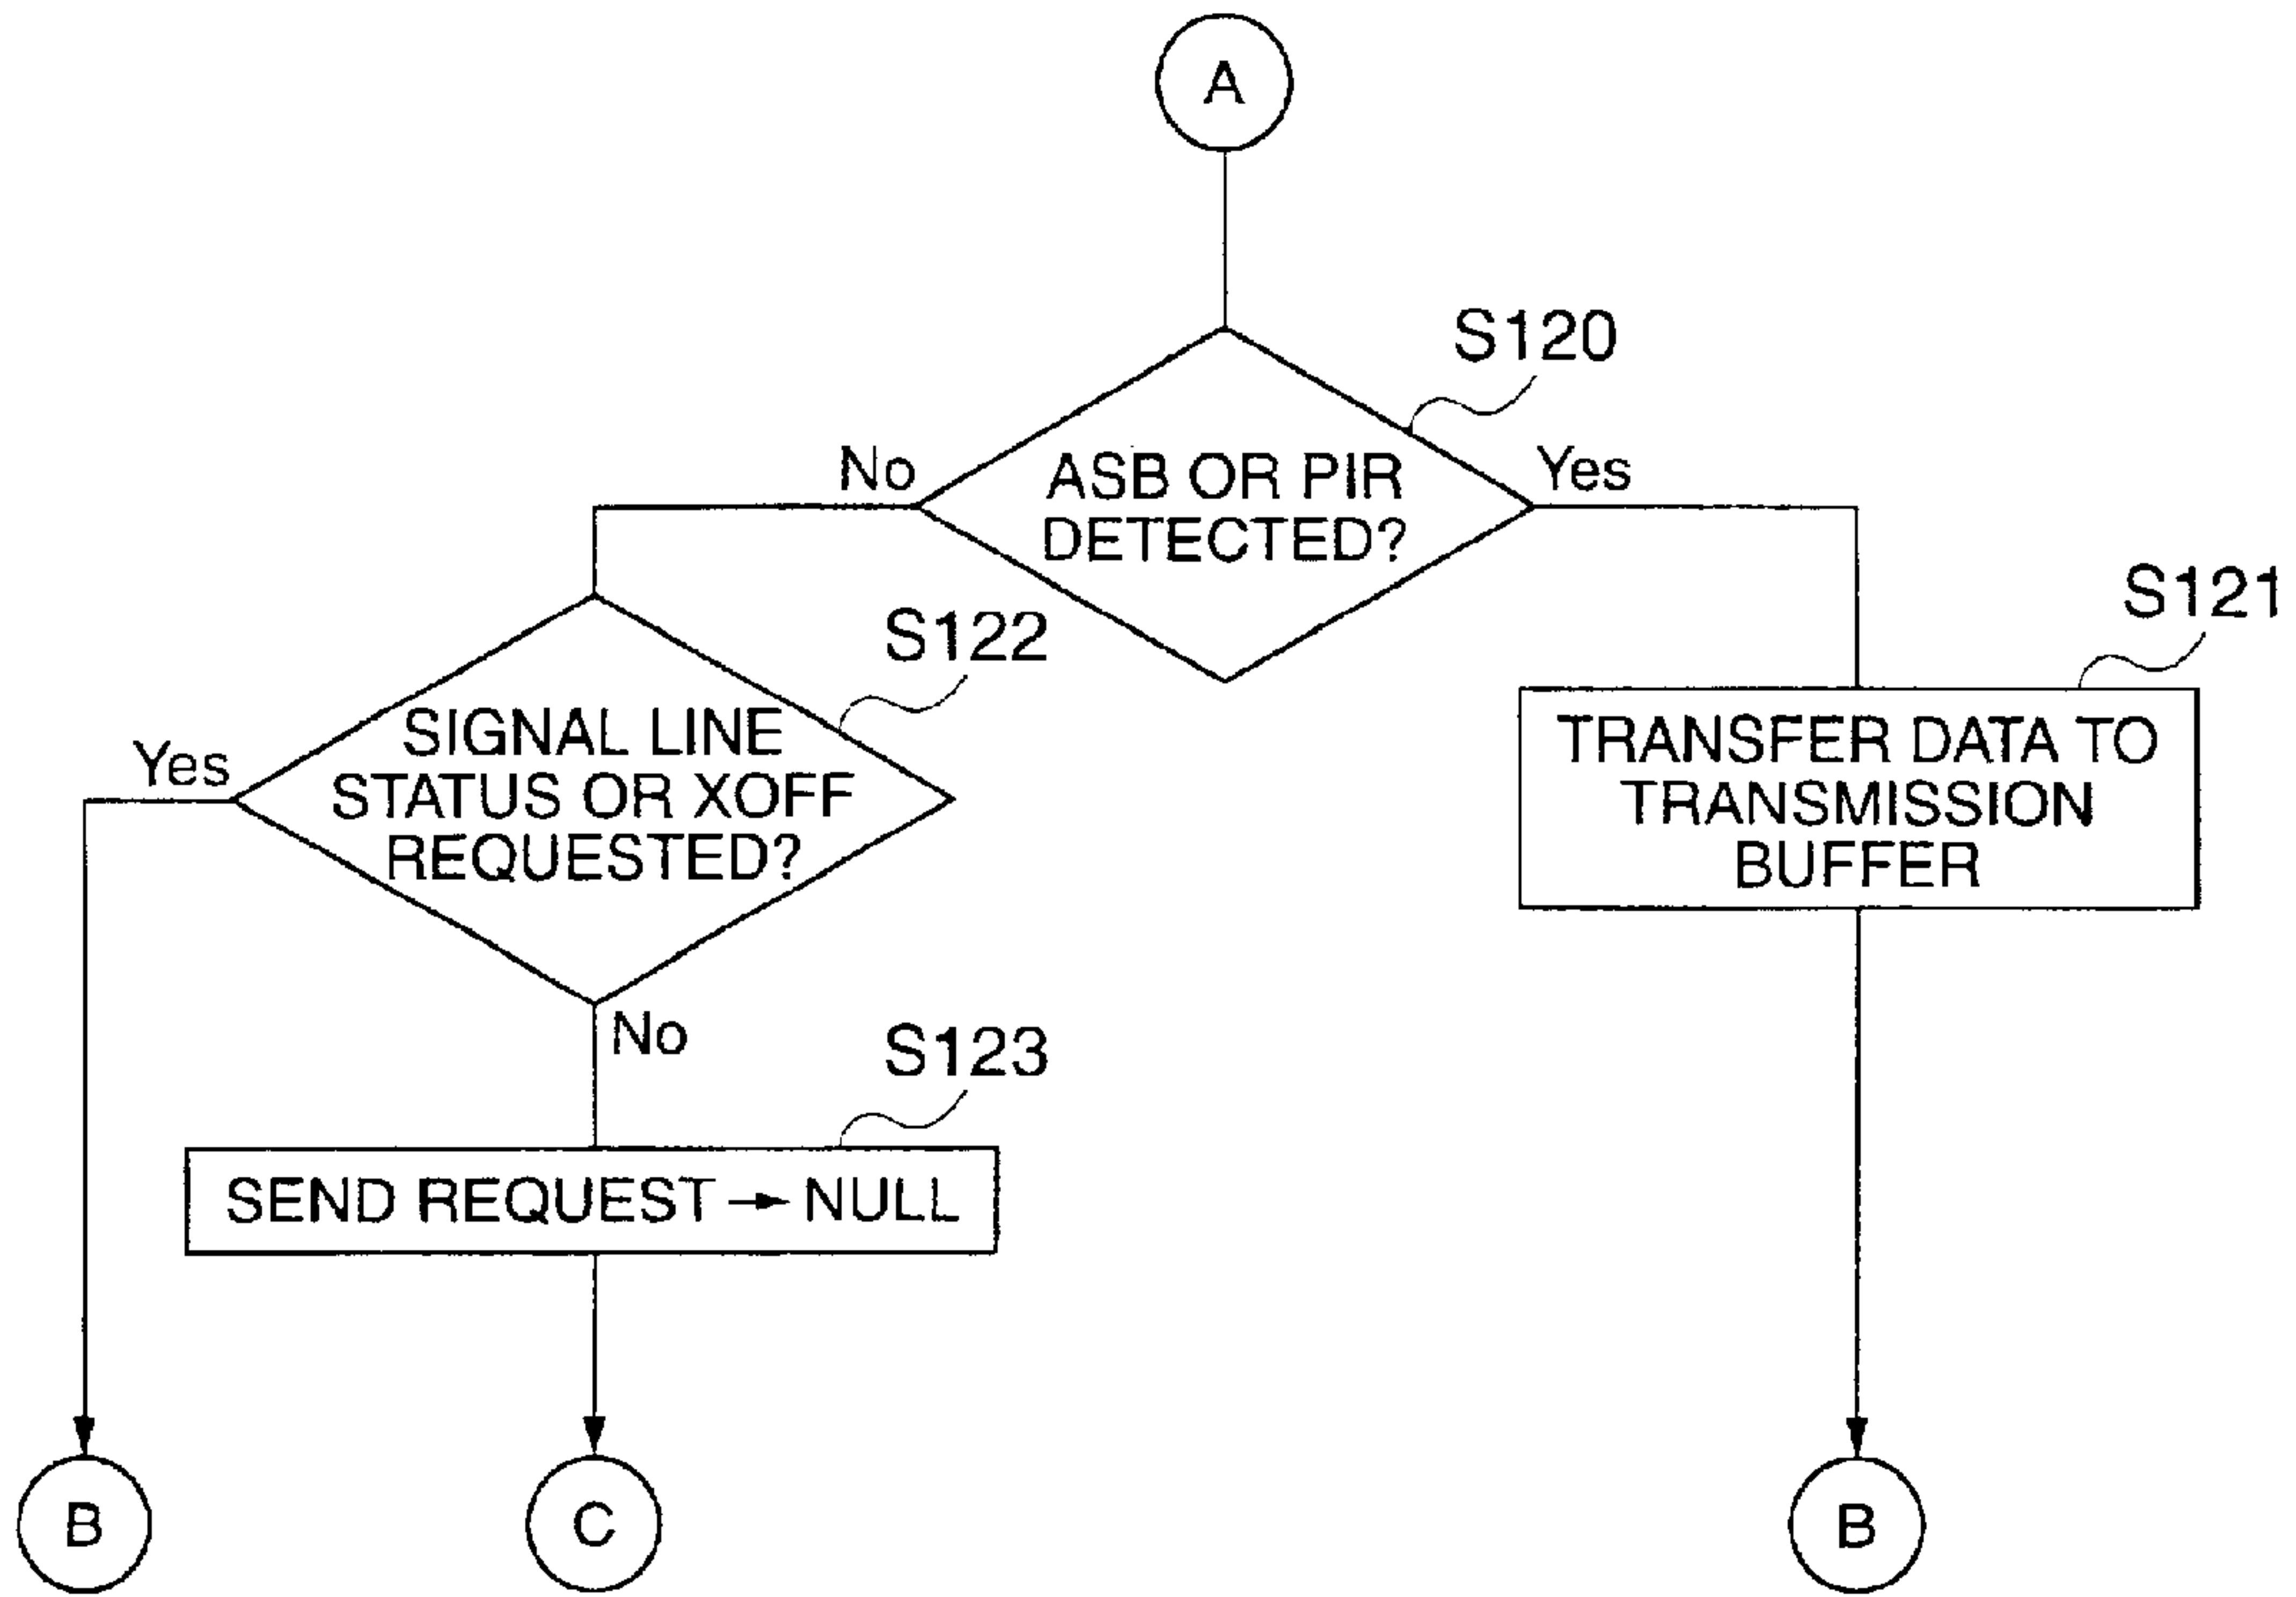 A
S120
No
ASB OR PIR
DETECTED?
Yes
S121
S122
TRANSFER DATA TO
TRANSMISSION
BUFFER
Yes
SIGNAL LINE
STATUS OR XOFF
REQUESTED?
No
S123
SEND REQUEST → NULL
B
C
B